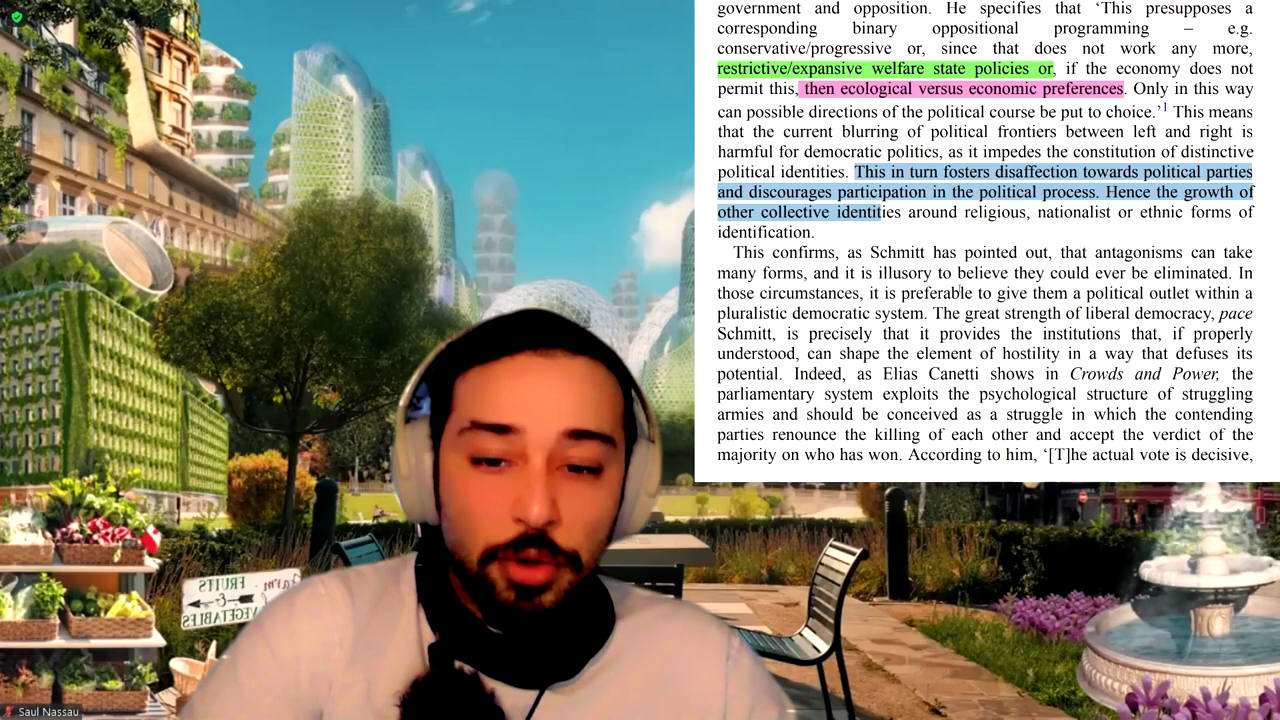 government and opposition. He specifies that ‘This presupposes a
corresponding binary oppositional programming – e.g.
conservative/progressive or, since that does not work any more,
restrictive/expansive welfare state policies or, if the economy does not
permit this, then ecological versus economic preferences. Only in this way
can possible directions of the political course be put to choice.’1 This means
that the current blurring of political frontiers between left and right is
harmful for democratic politics, as it impedes the constitution of distinctive
political identities. This in turn fosters disaffection towards political parties
and discourages participation in the political process. Hence the growth of
other collective identities around religious, nationalist or ethnic forms of
identification.
This confirms, as Schmitt has pointed out, that antagonisms can take
many forms, and it is illusory to believe they could ever be eliminated. In
those circumstances, it is preferable to give them a political outlet within a
pluralistic democratic system. The great strength of liberal democracy, pace
Schmitt, is precisely that it provides the institutions that, if properly
understood, can shape the element of hostility in a way that defuses its
potential. Indeed, as Elias Canetti shows in Crowds and Power, the
parliamentary system exploits the psychological structure of struggling
armies and should be conceived as a struggle in which the contending
parties renounce the killing of each other and accept the verdict of the
majority on who has won. According to him, ‘[T]he actual vote is decisive,
Farm
FRUITS
&
VEGETABLES
Saul Nassau